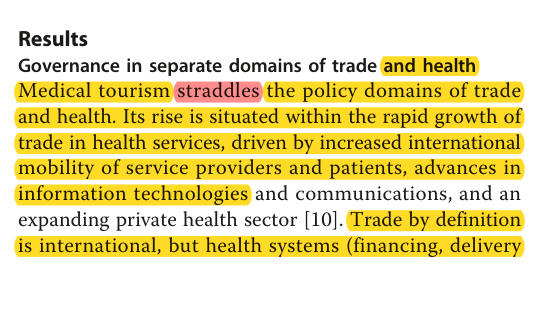 Results
Governance in separate domains of trade and health
Medical tourism straddles the policy domains of trade
and health. Its rise is situated within the rapid growth of
trade in health services, driven by increased international
mobility of service providers and patients, advances in
information technologies and communications, and an
expanding private health sector [10]. Trade by definition
is international, but health systems (financing, delivery